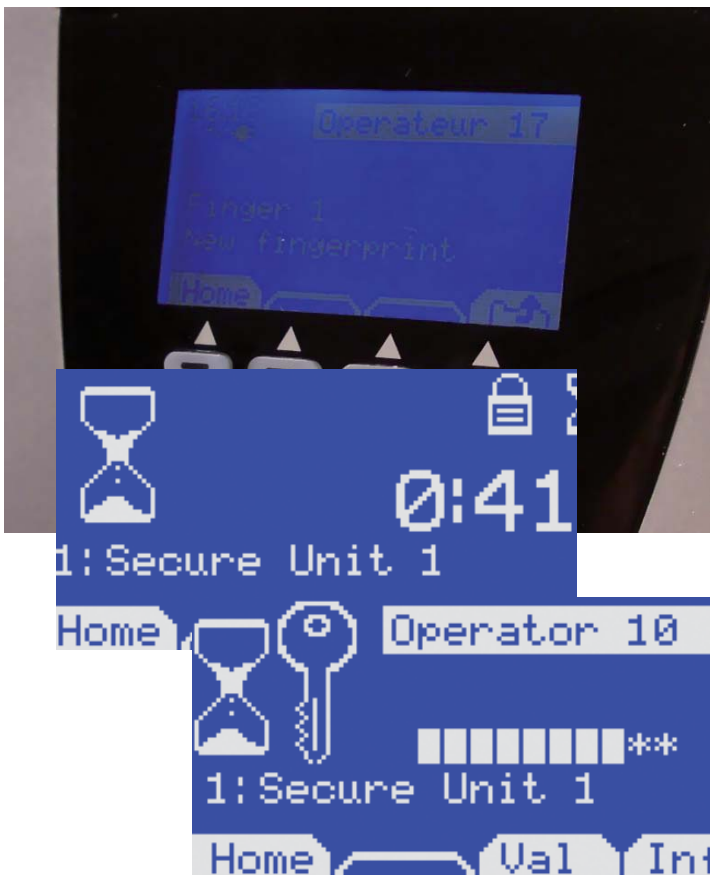 Operateur 17
Finger 1
New fingerprint
Home
0:41
1:Secure Unit 1
Home
Operator 10
**
1:Secure Unit 1
Home Val